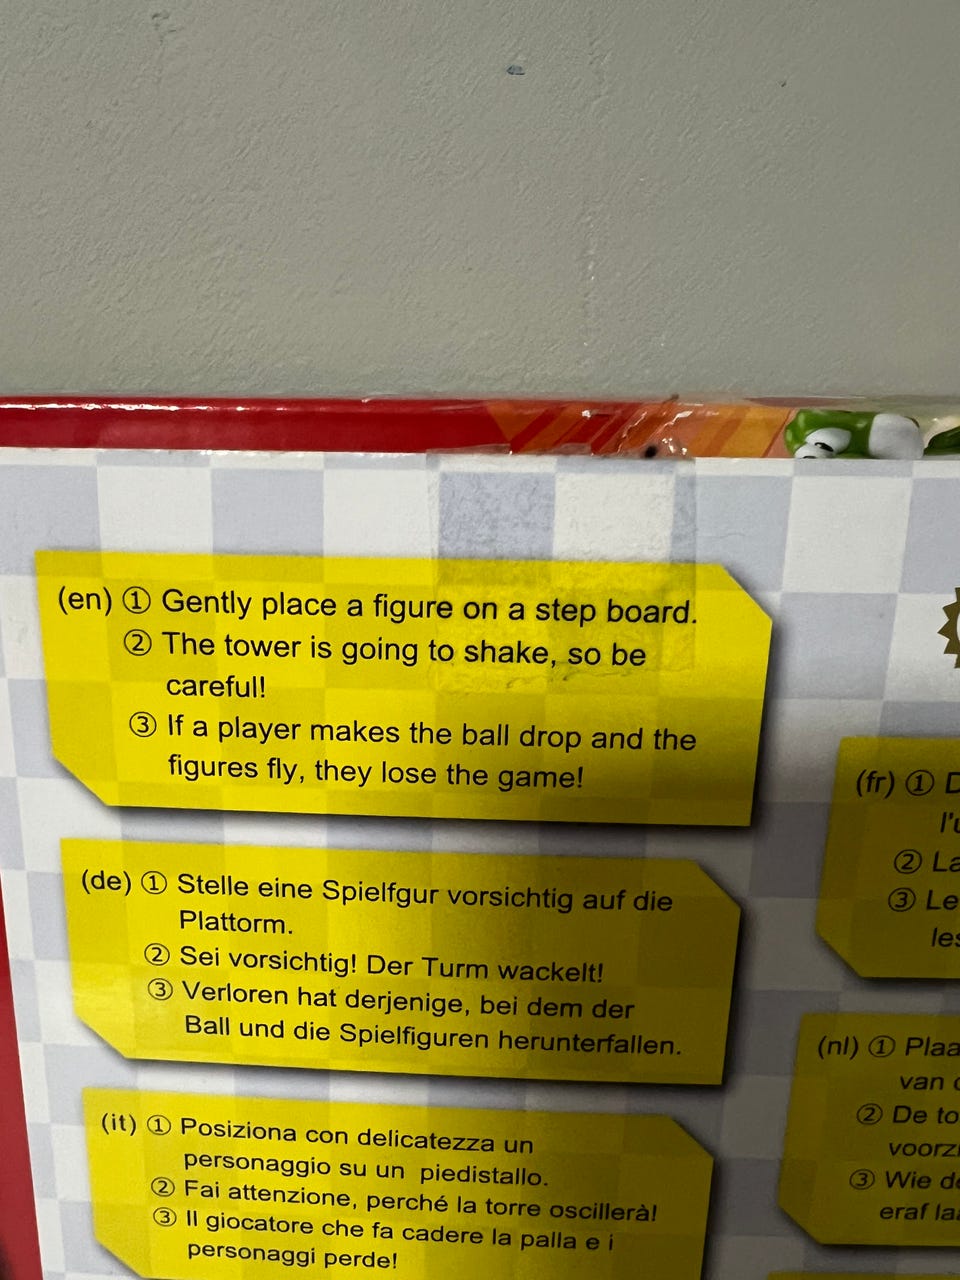 (en) ① Gently place a figure on a step board.
② The tower is going to shake, so be
careful!
③ If a player makes the ball drop and the
figures fly, they lose the game!
(de) ① Stelle eine Spielfgur vorsichtig auf die
Plattorm.
② Sei vorsichtig! Der Turm wackelt!
③ Verloren hat derjenige, bei dem der
Ball und die Spielfiguren herunterfallen.
(it) ① Posiziona con delicatezza un
personaggio su un piedistallo.
② Fai attenzione, perché la torre oscillerà!
③ Il giocatore che fa cadere la palla e i
personaggi perde!
(fr) ①
②
③ Le
(nl) ①
van
② De
③ Wie
eraf